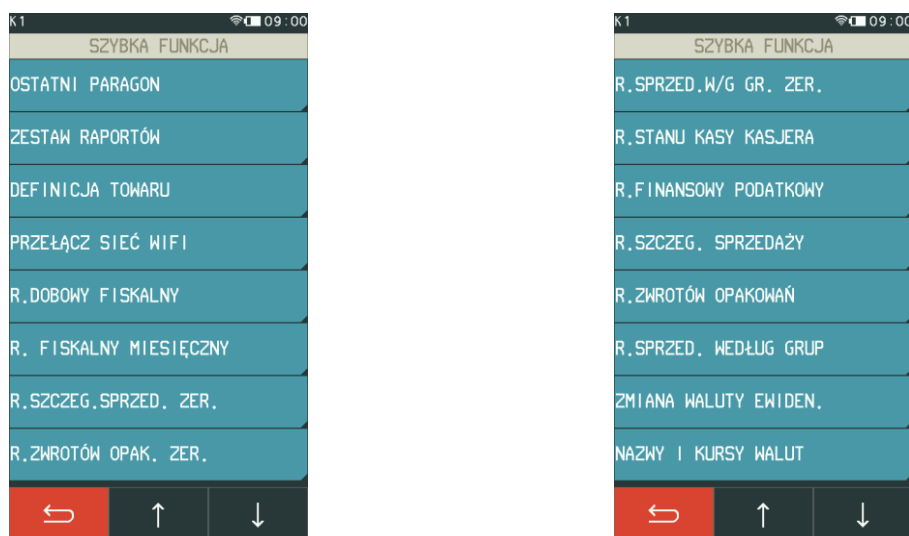 K1 09:00
SZYBKA FUNKCJA
OSTATNI PARAGON
ZESTAW RAPORTÓW
DEFINICJA TOWARU
PRZEŁĄCZ SIEĆ WIFI
R.DOBOWY FISKALNY
R. FISKALNY MIESIĘCZNY
R.SZCZEG.SPRZED. ZER.
R.ZWROTÓW OPAK. ZER.
K1 09:00
SZYBKA FUNKCJA
R.SPRZED.W/G GR. ZER.
R.STANU KASY KASJERA
R.FINANSOWY PODATKOWY
R.SZCZEG. SPRZEDAŻY
R.ZWROTÓW OPAKOWAŃ
R.SPRZED. WEDŁUG GRUP
ZMIANA WALUTY EWIDEN.
NAZWY I KURSY WALUT